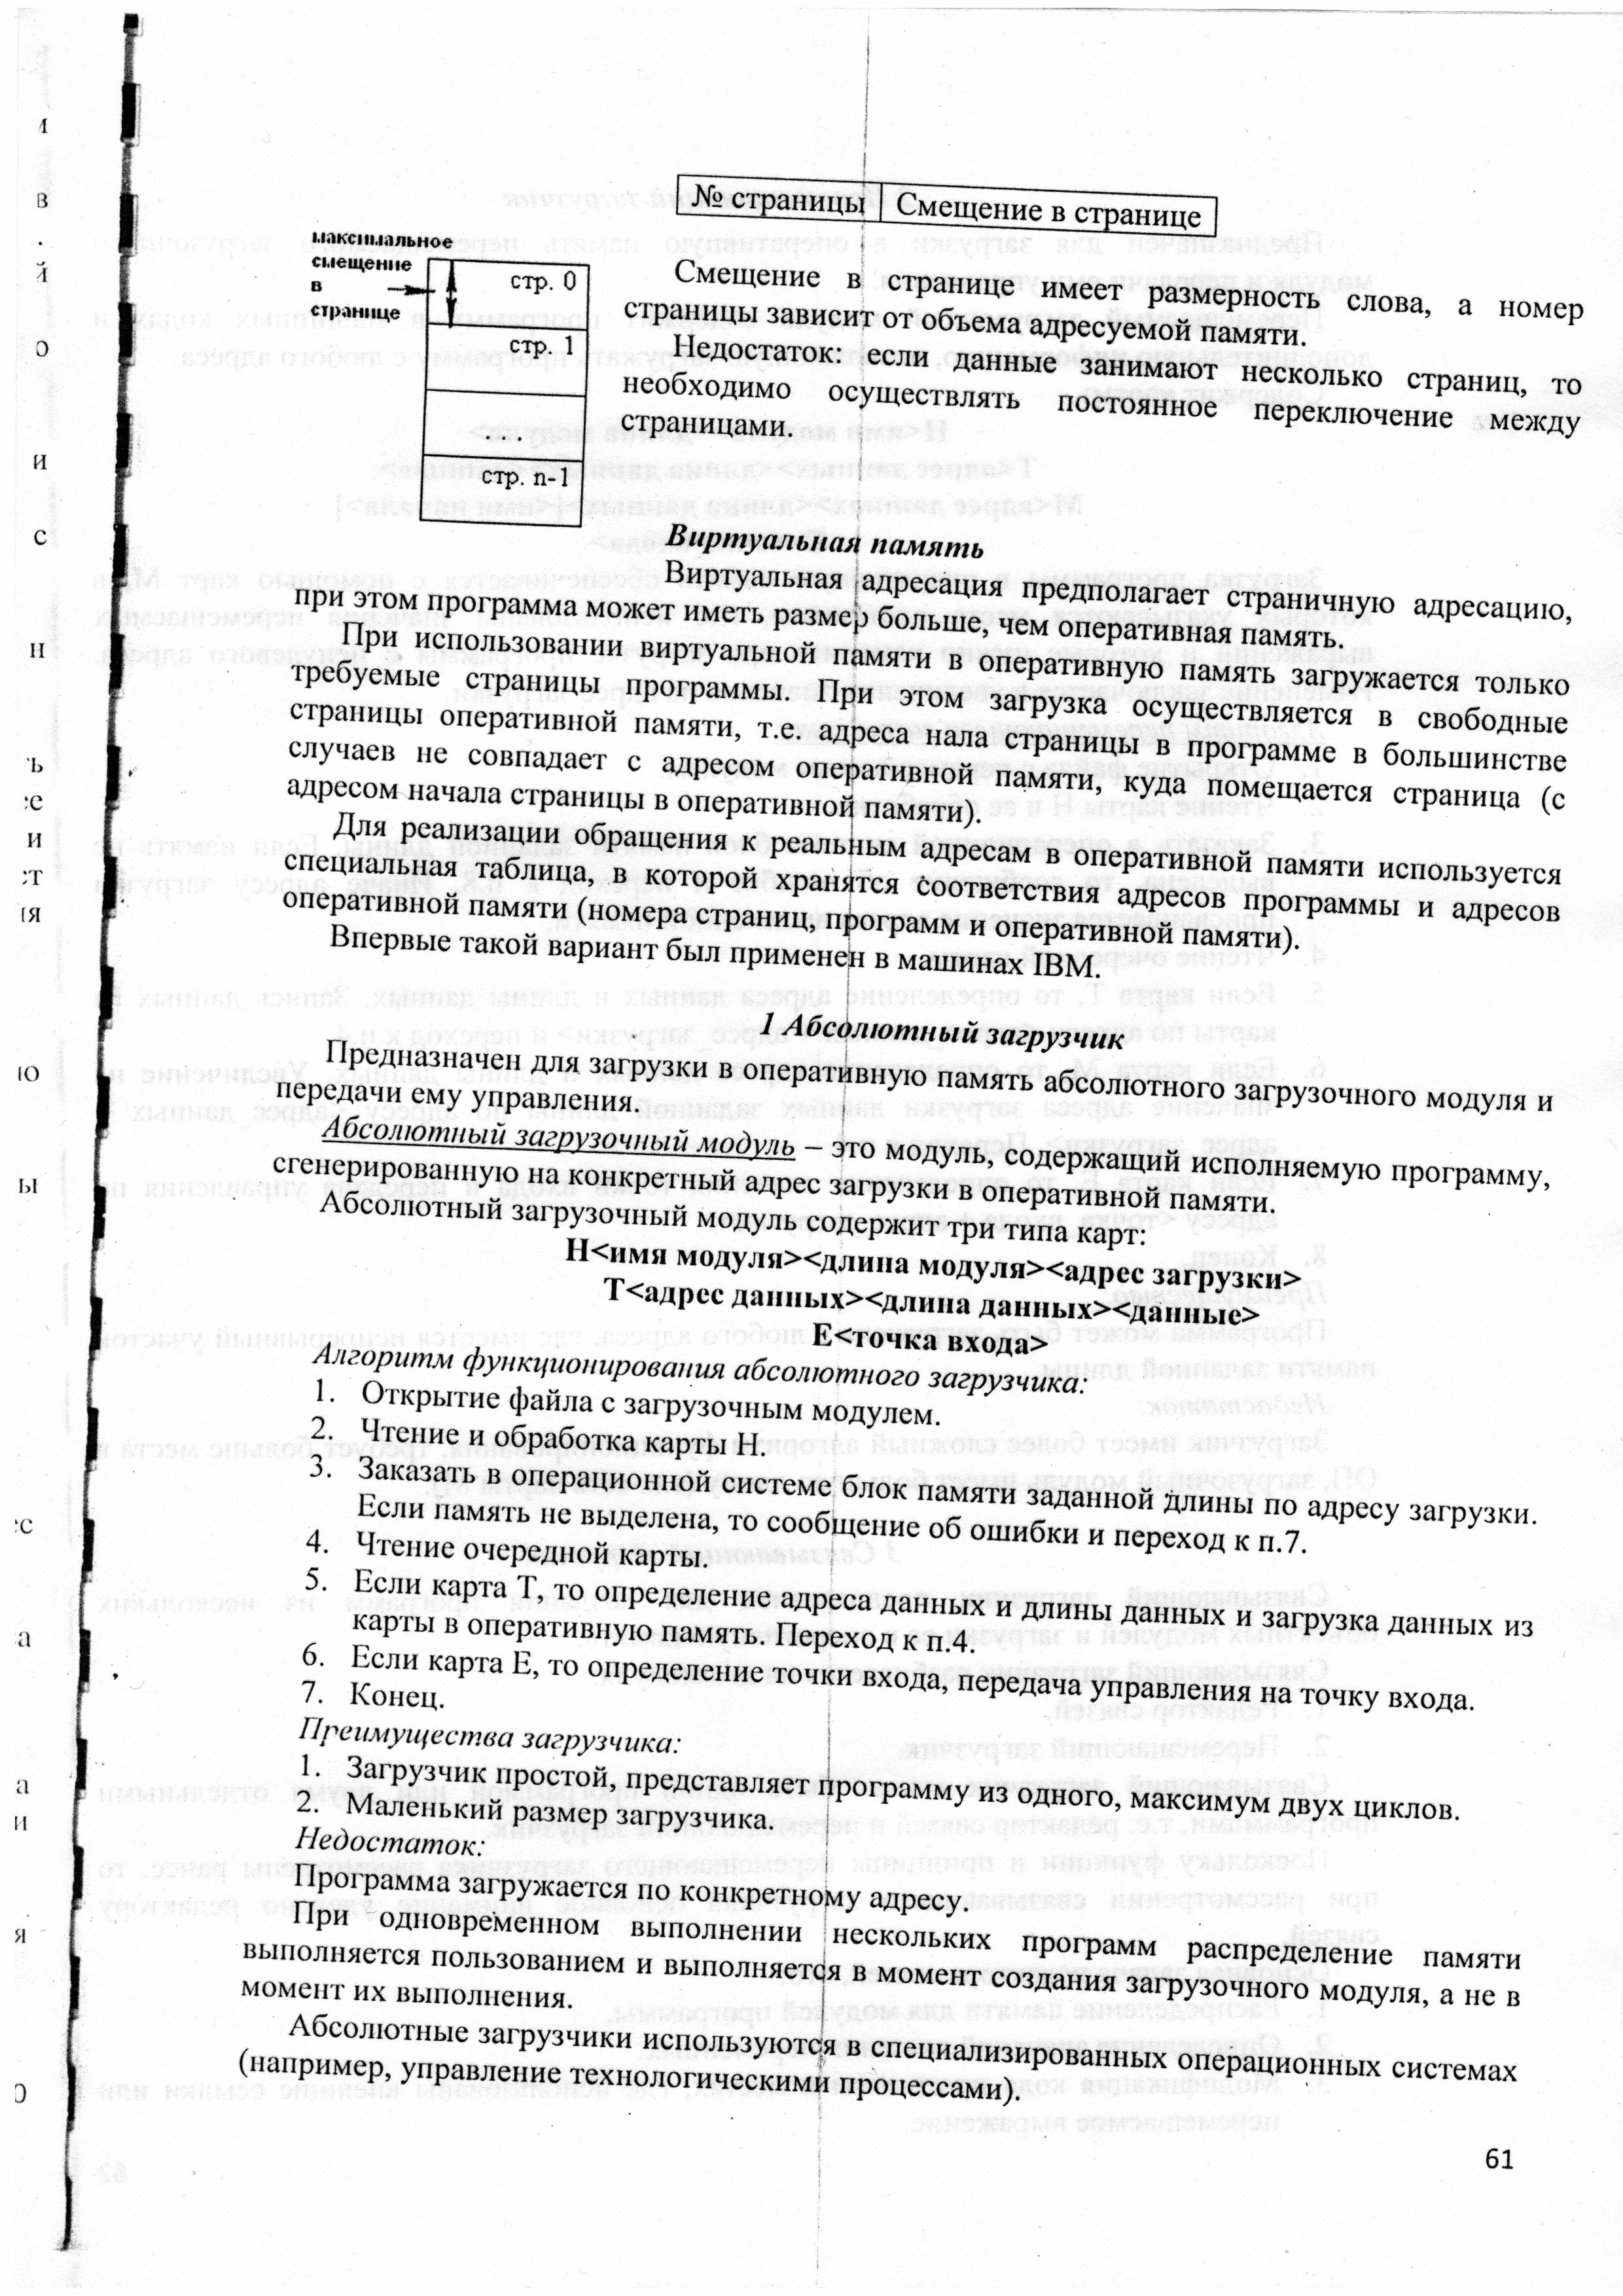 № страницы Смещение в странице
максимальное
смещение
в
странице
стр. 0
стр. 1
. . .
стр. n-1
Смещение в странице имеет размерность слова, а номер
страницы зависит от объема адресуемой памяти.
Недостаток: если данные занимают несколько страниц, то
необходимо осуществлять постоянное переключение между
страницами.
Виртуальная память
Виртуальная адресация предполагает страничную адресацию,
при этом программа может иметь размер больше, чем оперативная память.
При использовании виртуальной памяти в оперативную память загружается только
требуемые страницы программы. При этом загрузка осуществляется в свободные
страницы оперативной памяти, т.е. адреса нала страницы в программе в большинстве
случаев не совпадает с адресом оперативной памяти, куда помещается страница (с
адресом начала страницы в оперативной памяти).
Для реализации обращения к реальным адресам в оперативной памяти используется
специальная таблица, в которой хранятся соответствия адресов программы и адресов
оперативной памяти (номера страниц, программ и оперативной памяти).
Впервые такой вариант был применен в машинах IBM.
1 Абсолютный загрузчик
Предназначен для загрузки в оперативную память абсолютного загрузочного модуля и
передачи ему управления.
Абсолютный загрузочный модуль – это модуль, содержащий исполняемую программу,
сгенерированную на конкретный адрес загрузки в оперативной памяти.
Абсолютный загрузочный модуль содержит три типа карт:
H<имя модуля><длина модуля><адрес загрузки>
T<адрес данных><длина данных><данные>
E<точка входа>
Алгоритм функционирования абсолютного загрузчика:
1. Открытие файла с загрузочным модулем.
2. Чтение и обработка карты H.
3. Заказать в операционной системе блок памяти заданной длины по адресу загрузки.
Если память не выделена, то сообщение об ошибки и переход к п.7.
4. Чтение очередной карты.
5. Если карта T, то определение адреса данных и длины данных и загрузка данных из
карты в оперативную память. Переход к п.4.
6. Если карта E, то определение точки входа, передача управления на точку входа.
7. Конец.
Преимущества загрузчика:
1. Загрузчик простой, представляет программу из одного, максимум двух циклов.
2. Маленький размер загрузчика.
Недостаток:
Программа загружается по конкретному адресу.
При одновременном выполнении нескольких программ распределение памяти
выполняется пользованием и выполняется в момент создания загрузочного модуля, а не в
момент их выполнения.
Абсолютные загрузчики используются в специализированных операционных системах
(например, управление технологическими процессами).
61